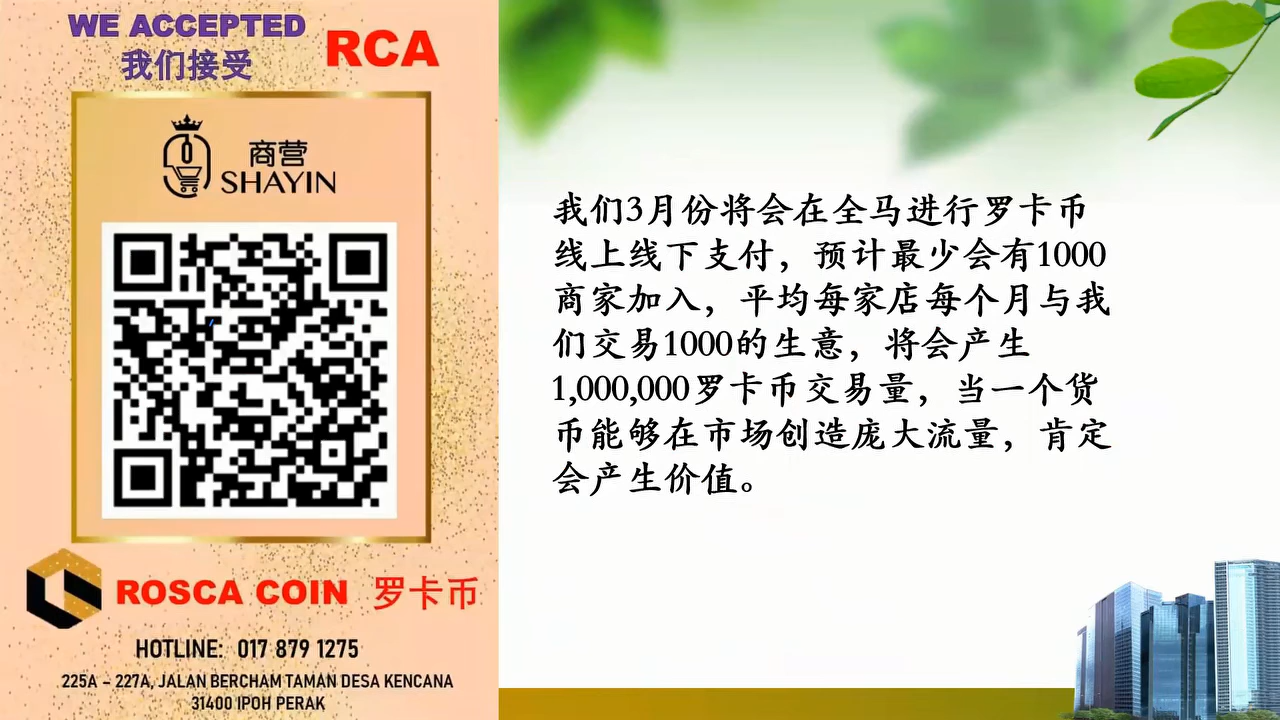 WE ACCEPTED
我们接受
RCA
商营
SHAYIN
ROSCA COIN 罗卡币
HOTLINE: 017 879 1275
225A – 227A, JALAN BERCHAM TAMAN DESA KENCANA
31400 IPOH PERAK
我们3月份将会在全马进行罗卡币
线上线下支付，预计最少会有1000
商家加入，平均每家店每个月与我
们交易1000的生意，将会产生
1,000,000罗卡币交易量，当一个货
币能够在市场创造庞大流量，肯定
会产生价值。